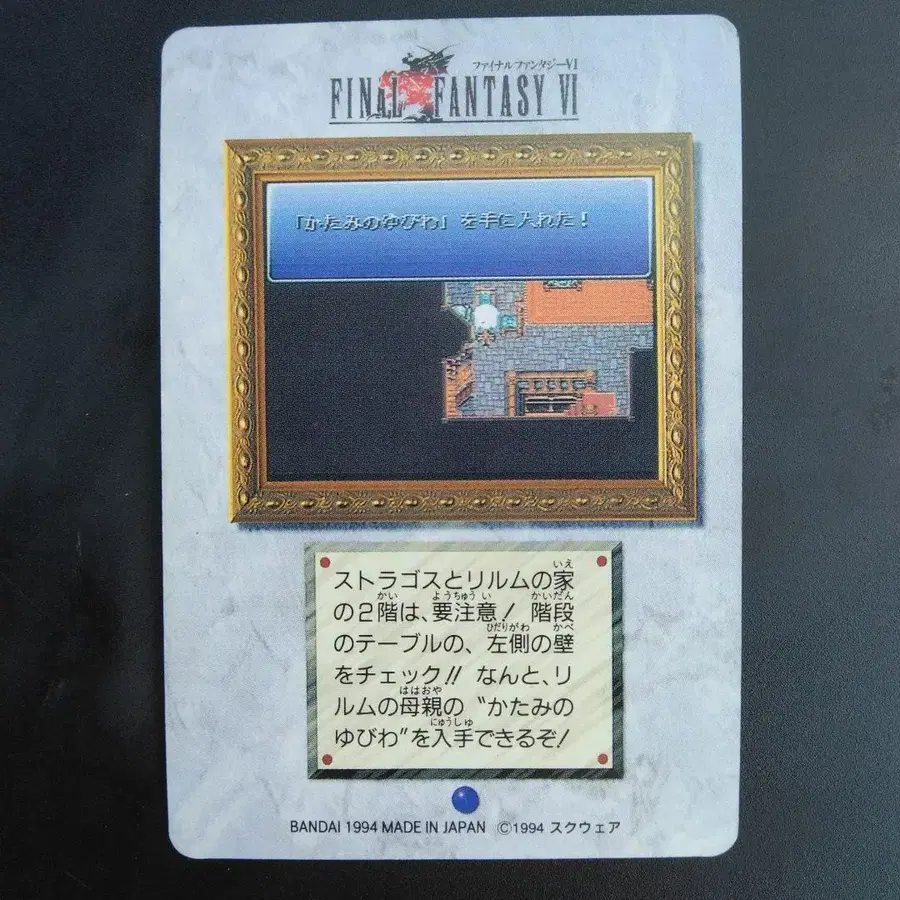 ファイナルファンタジーVI
FINAL FANTASY VI
「かたみのゆびわ」を手に入れた！
ストラゴスとリルムの家
の2階は、要注意！階段
のテーブルの、左側の壁
をチェック!! なんと、リ
ルムの母親の〝かたみの
ゆびわ〟を入手できるぞ！
BANDAI 1994 MADE IN JAPAN ©1994 スクウェア